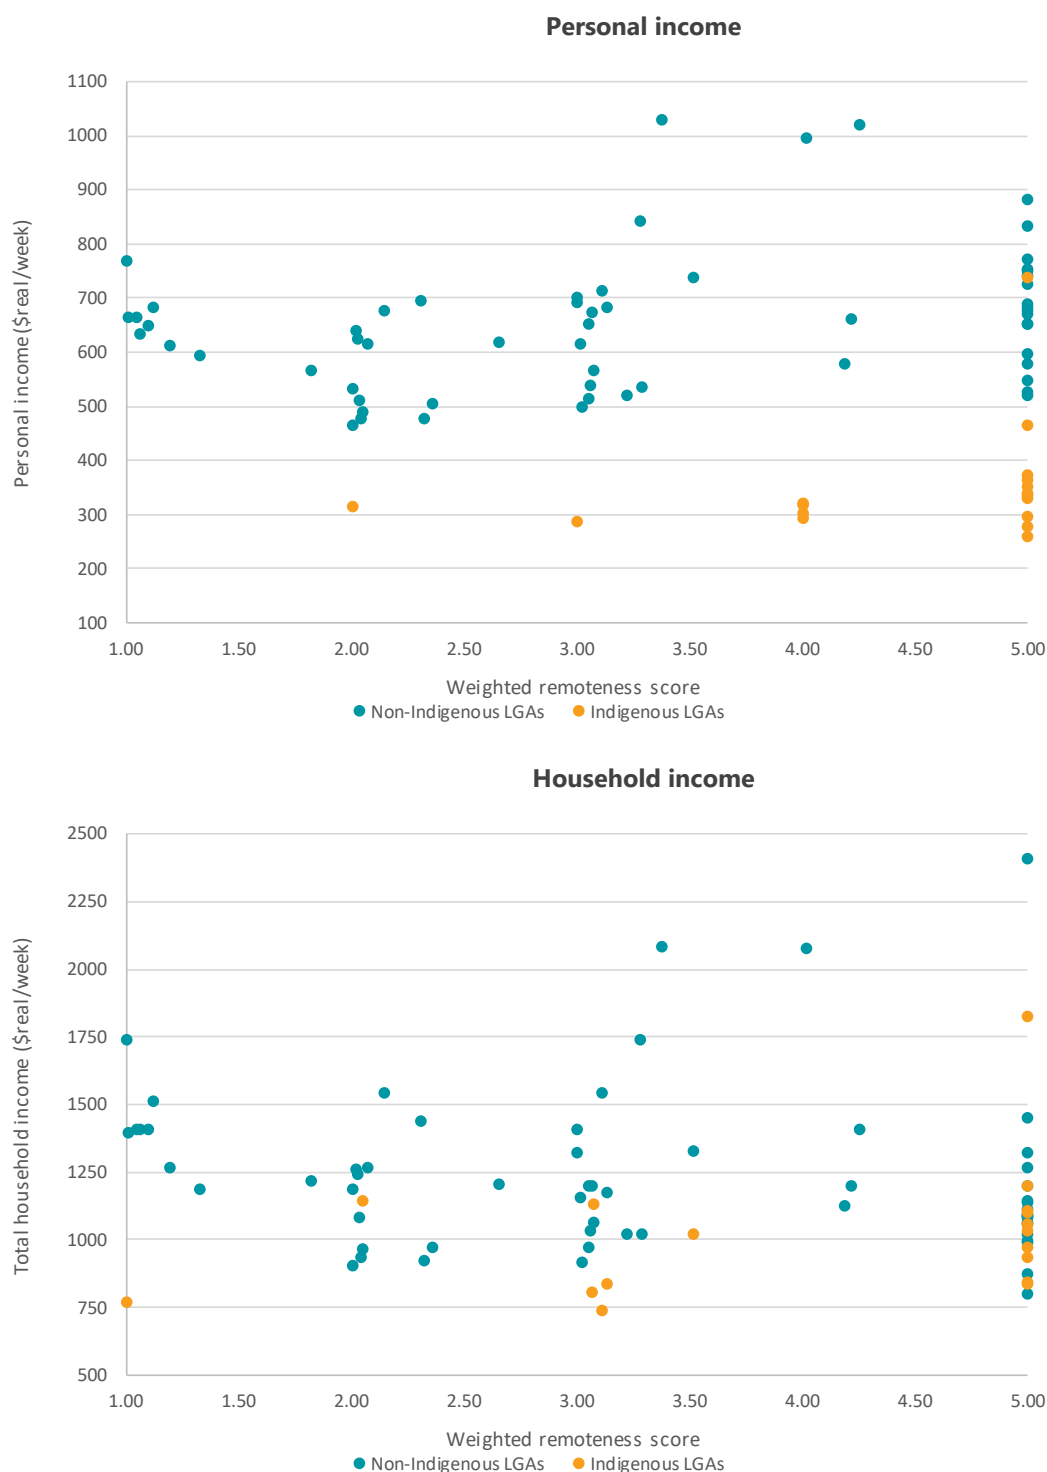 Personal income
1100
1000
900
800
700
600
500
400
300
200
100
Personal income ($real/week)
1.00 1.50 2.00 2.50 3.00 3.50 4.00 4.50 5.00
Weighted remoteness score
Non-Indigenous LGAs Indigenous LGAs
Household income
2500
2250
2000
1750
1500
1250
1000
750
500
Total household income ($real/week)
1.00 1.50 2.00 2.50 3.00 3.50 4.00 4.50 5.00
Weighted remoteness score
Non-Indigenous LGAs Indigenous LGAs